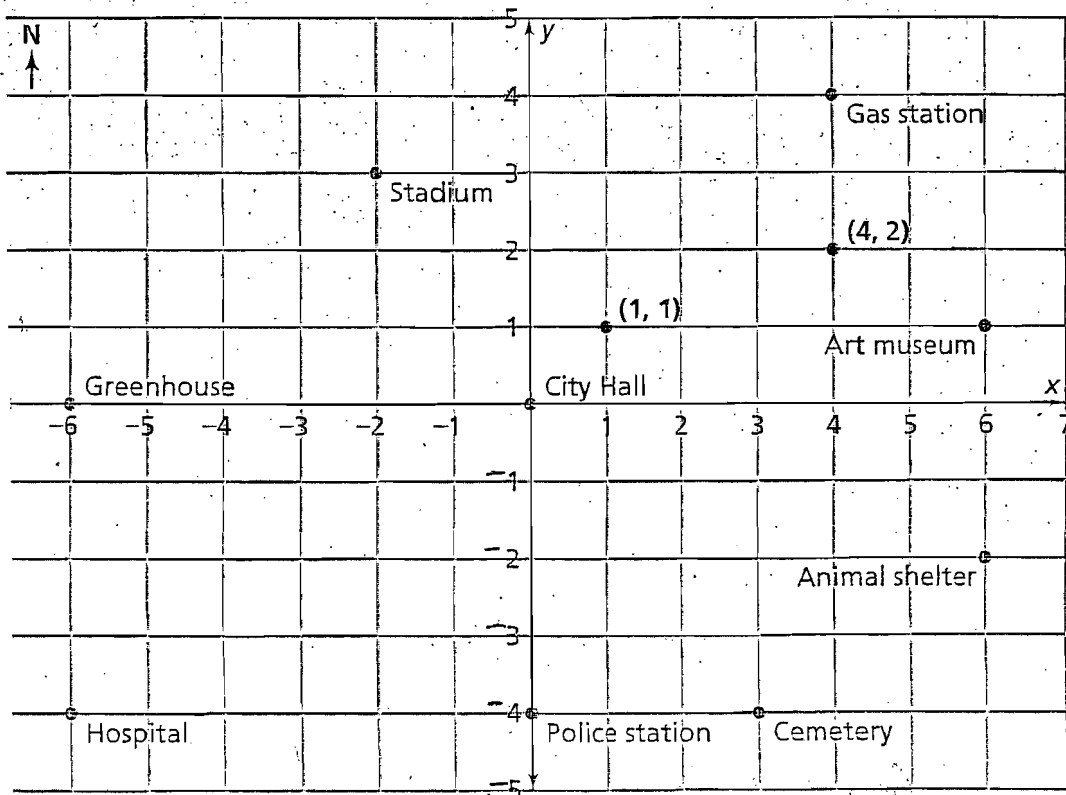 5
N
y
4
Gas station
3
Stadium
(4, 2)
2
(1, 1)
1
Art museum
Greenhouse
City Hall
x
-6 -5 -4 -3 -2 -1 1 2 3 4 5 6 7
-1
-2
Animal shelter
-3
-4
Hospital
Police station
Cemetery
-5